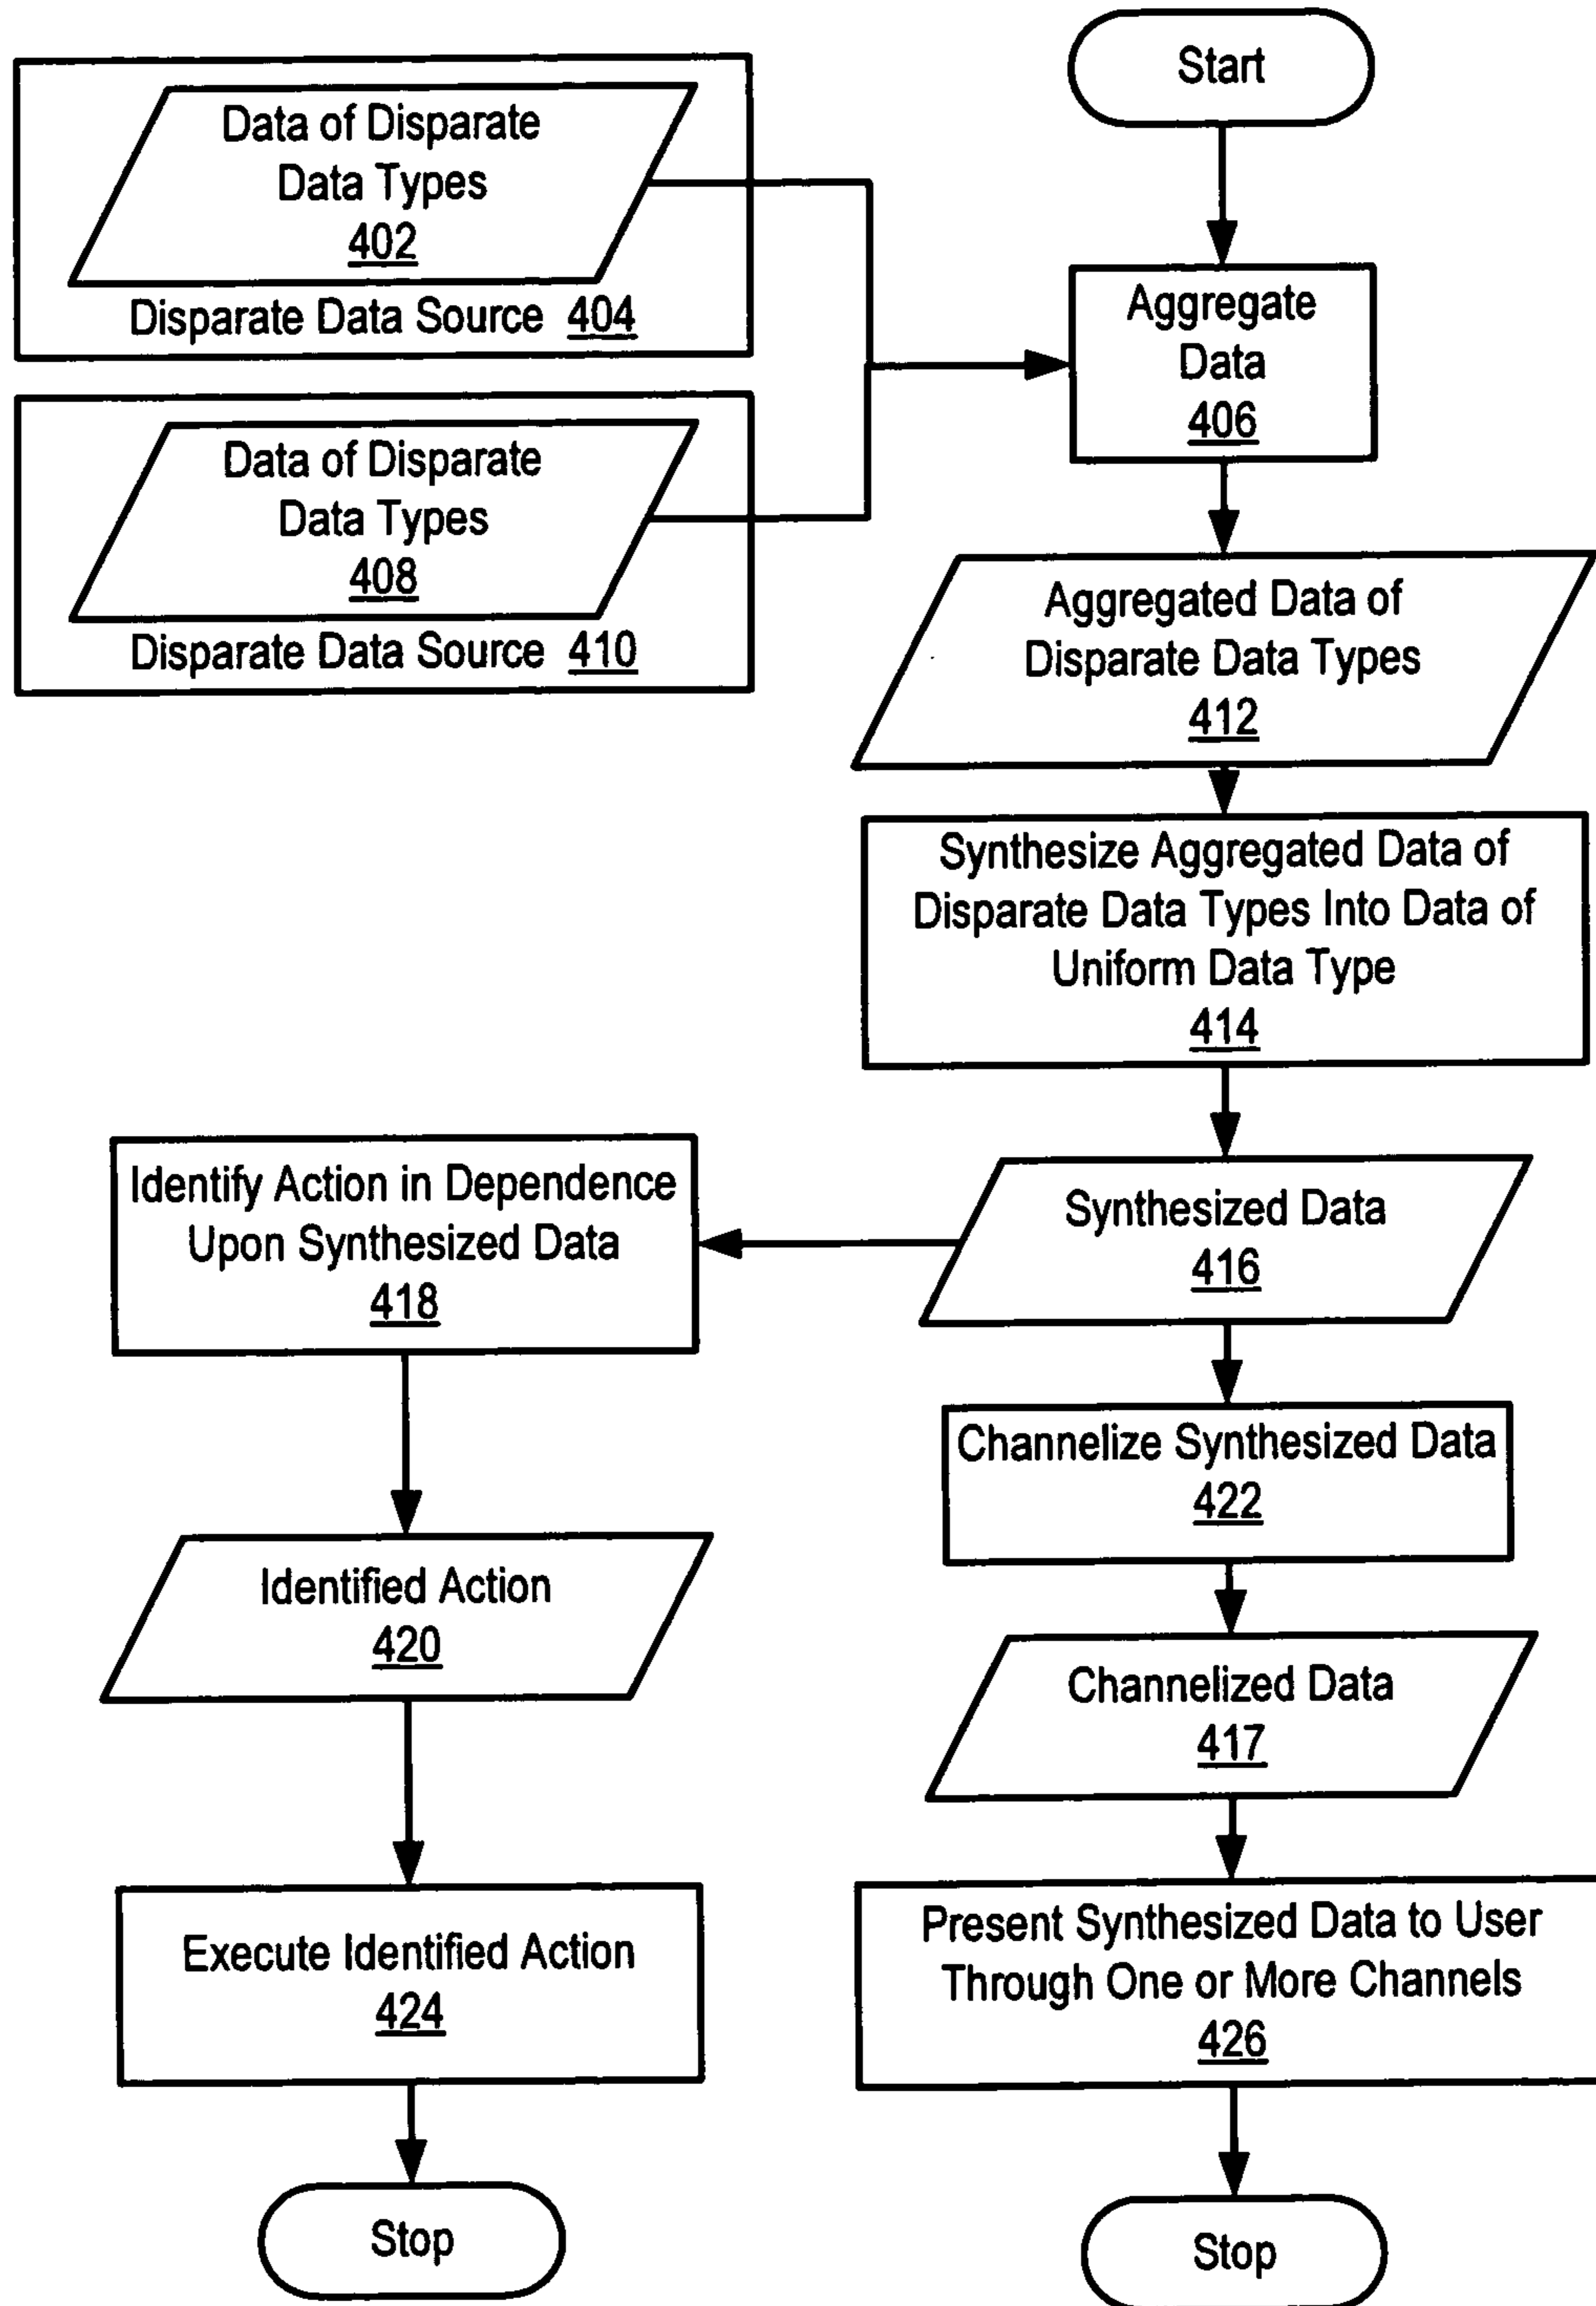 Start
Data of Disparate
Data Types
402
Disparate Data Source 404
Aggregate
Data
406
Data of Disparate
Data Types
408
Disparate Data Source 410
Aggregated Data of
Disparate Data Types
412
Synthesize Aggregated Data of
Disparate Data Types Into Data of
Uniform Data Type
414
Identify Action in Dependence
Upon Synthesized Data
418
Synthesized Data
416
Channelize Synthesized Data
422
Identified Action
420
Channelized Data
417
Execute Identified Action
424
Present Synthesized Data to User
Through One or More Channels
426
Stop
Stop